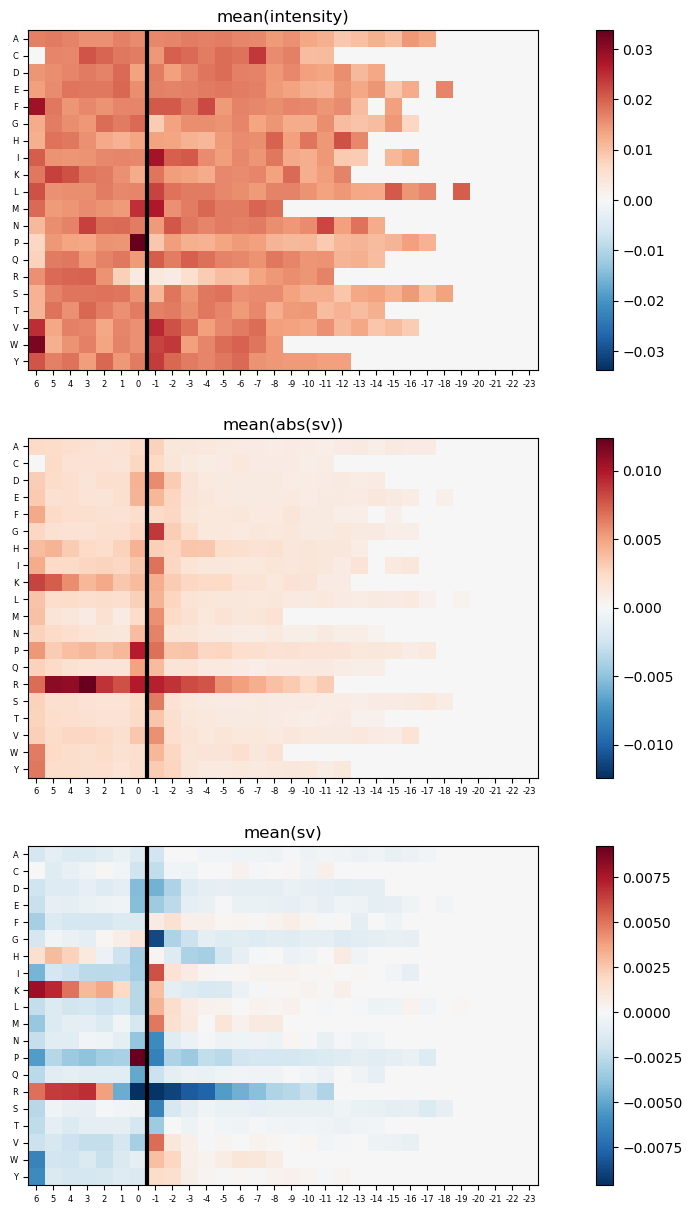 mean(intensity)
A
C
D
E
F
G
H
I
K
L
M
N
P
Q
R
S
T
V
W
Y
6 5 4 3 2 1 0 -1 -2 -3 -4 -5 -6 -7 -8 -9 -10 -11 -12 -13 -14 -15 -16 -17 -18 -19 -20 -21 -22 -23
0.03
0.02
0.01
0.00
−0.01
−0.02
−0.03
mean(abs(sv))
A
C
D
E
F
G
H
I
K
L
M
N
P
Q
R
S
T
V
W
Y
6 5 4 3 2 1 0 -1 -2 -3 -4 -5 -6 -7 -8 -9 -10 -11 -12 -13 -14 -15 -16 -17 -18 -19 -20 -21 -22 -23
0.010
0.005
0.000
−0.005
−0.010
mean(sv)
A
C
D
E
F
G
H
I
K
L
M
N
P
Q
R
S
T
V
W
Y
6 5 4 3 2 1 0 -1 -2 -3 -4 -5 -6 -7 -8 -9 -10 -11 -12 -13 -14 -15 -16 -17 -18 -19 -20 -21 -22 -23
0.0075
0.0050
0.0025
0.0000
−0.0025
−0.0050
−0.0075